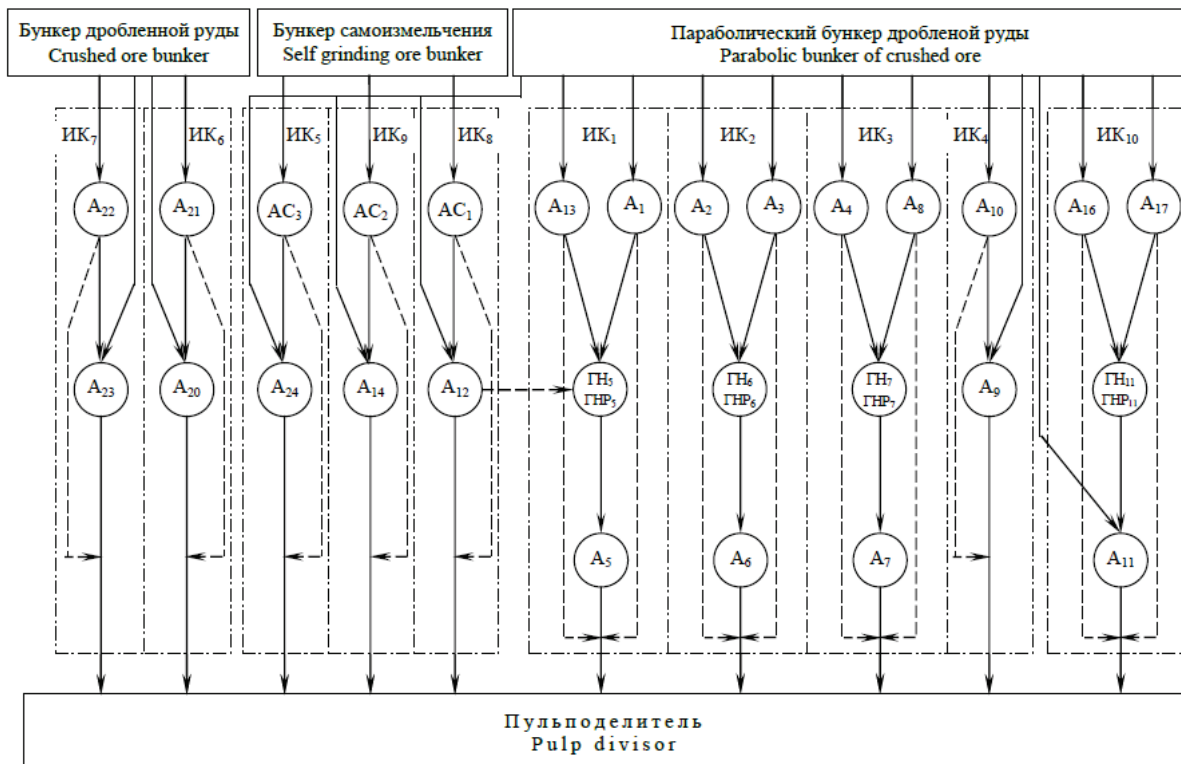 Бункер дробленной руды
Crushed ore bunker
Бункер самоизмельчения
Self grinding ore bunker
Параболический бункер дробленой руды
Parabolic bunker of crushed ore
ИК₇
ИК₆
ИК₅
ИК₉
ИК₈
ИК₁
ИК₂
ИК₃
ИК₄
ИК₁₀
А₂₂
А₂₁
АС₃
АС₂
АС₁
А₁₃
А₁
А₂
А₃
А₄
А₈
А₁₀
А₁₆
А₁₇
А₂₃
А₂₀
А₂₄
А₁₄
А₁₂
ГН₅
ГНР₅
ГН₆
ГНР₆
ГН₇
ГНР₇
А₉
ГН₁₁
ГНР₁₁
А₅
А₆
А₇
А₁₁
Пульподелитель
Pulp divisor